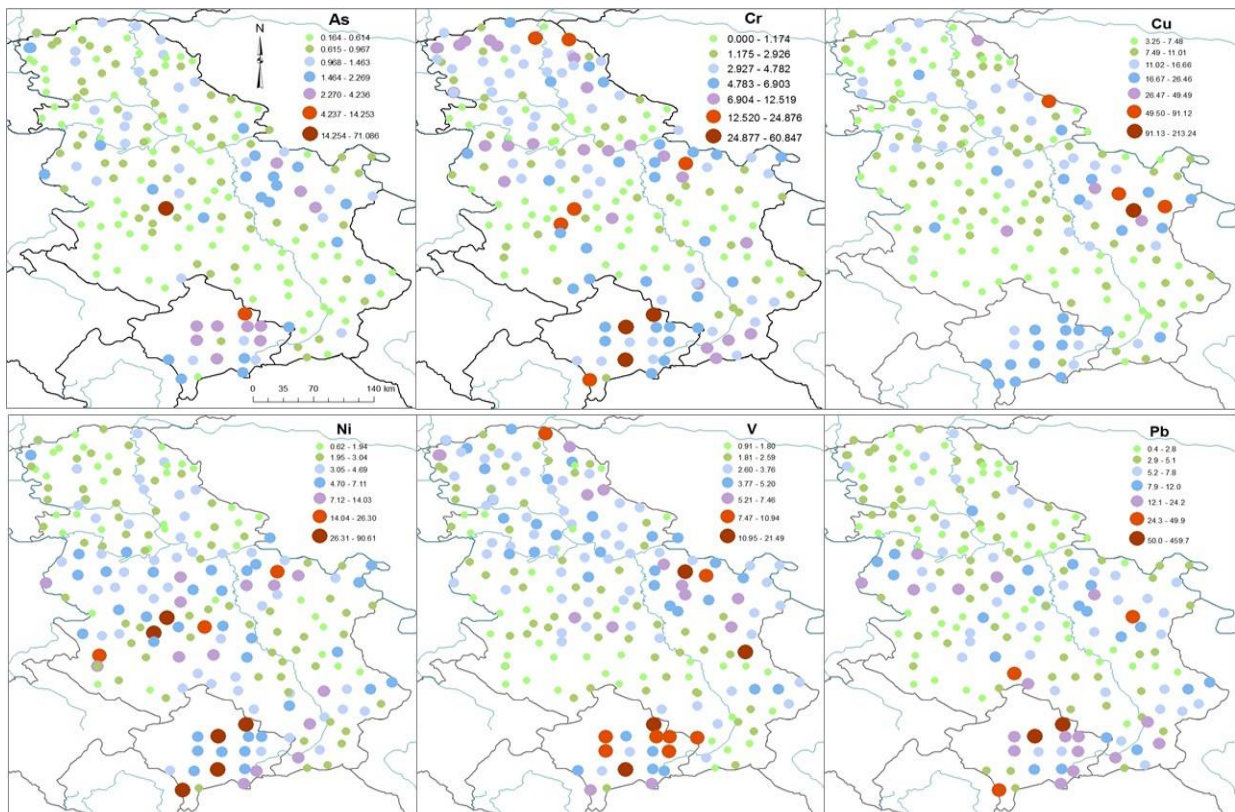 As
N
0.164 - 0.614
0.615 - 0.967
0.968 - 1.463
1.464 - 2.269
2.270 - 4.236
4.237 - 14.253
14.254 - 71.086
0 35 70 140 km
Cr
0.000 - 1.174
1.175 - 2.926
2.927 - 4.782
4.783 - 6.903
6.904 - 12.519
12.520 - 24.876
24.877 - 60.847
Cu
3.25 - 7.48
7.49 - 11.01
11.02 - 16.66
16.67 - 26.46
26.47 - 49.49
49.50 - 91.12
91.13 - 213.24
Ni
0.62 - 1.94
1.95 - 3.04
3.05 - 4.69
4.70 - 7.11
7.12 - 14.03
14.04 - 26.30
26.31 - 90.61
V
0.91 - 1.80
1.81 - 2.59
2.60 - 3.76
3.77 - 5.20
5.21 - 7.46
7.47 - 10.94
10.95 - 21.49
Pb
0.4 - 2.8
2.9 - 5.1
5.2 - 7.8
7.9 - 12.0
12.1 - 24.2
24.3 - 49.9
50.0 - 459.7